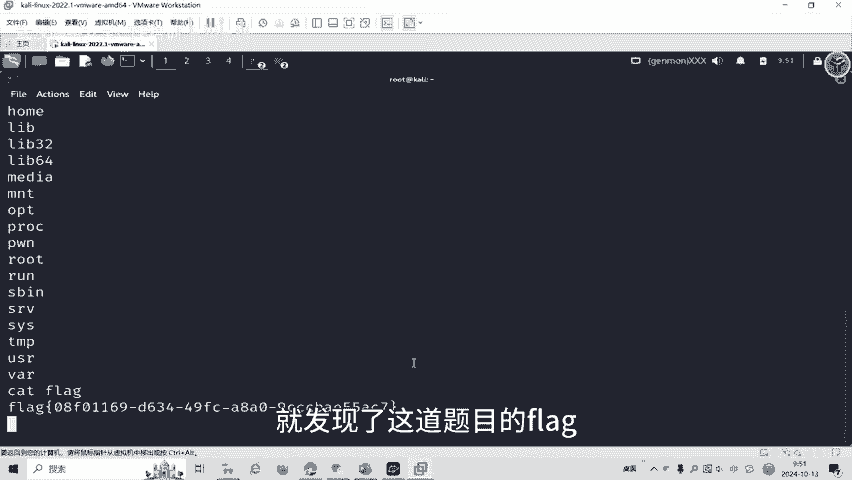 kali-linux-2022.1-vmware-amd64 - VMware Workstation
文件(F) 编辑(E) 查看(V) 虚拟机(M) 选项卡(T) 帮助(H)
主页 kali-linux-2022.1-vmware-a...
1 2 3 4 (genmon)XXX 9:51
root@kali: ~
File Actions Edit View Help
home
lib
lib32
lib64
media
mnt
opt
proc
pwn
root
run
sbin
srv
sys
tmp
usr
var
cat flag
flag{08f01169-d634-49fc-a8a0-
就发现了这道题目的flag
要返回到您的计算机，请将鼠标指针从虚拟机中移出或按 Ctrl+Alt。
搜索
桌面
英
9:51
2024-10-13